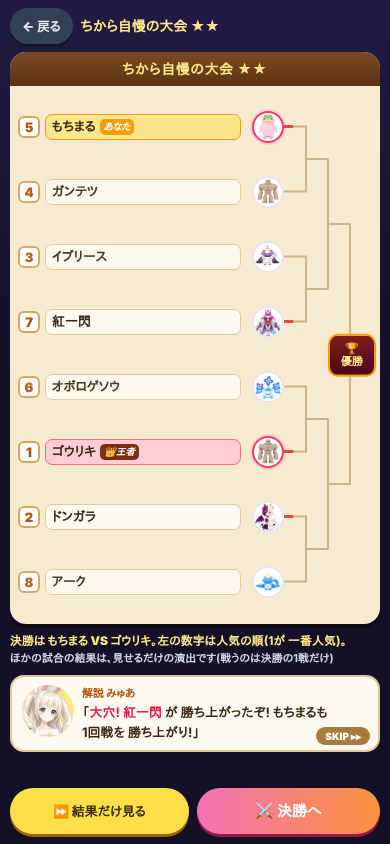 ← 戻る
ちから自慢の大会 ★★
ちから自慢の大会 ★★
5 もちまる あなた
4 ガンテツ
3 イブリース
7 紅一閃
🏆
優勝
6 オボロゲソウ
1 ゴウリキ 👑王者
2 ドンガラ
8 アーク
決勝は もちまる VS ゴウリキ。左の数字は人気の順(1が 一番人気)。
ほかの試合の結果は、見せるだけの演出です(戦うのは決勝の1戦だけ)
解説 みゅあ
「大穴! 紅一閃 が 勝ち上がったぞ! もちまるも
1回戦を 勝ち上がり!」
SKIP ▸▸
⏩ 結果だけ見る
⚔️ 決勝へ